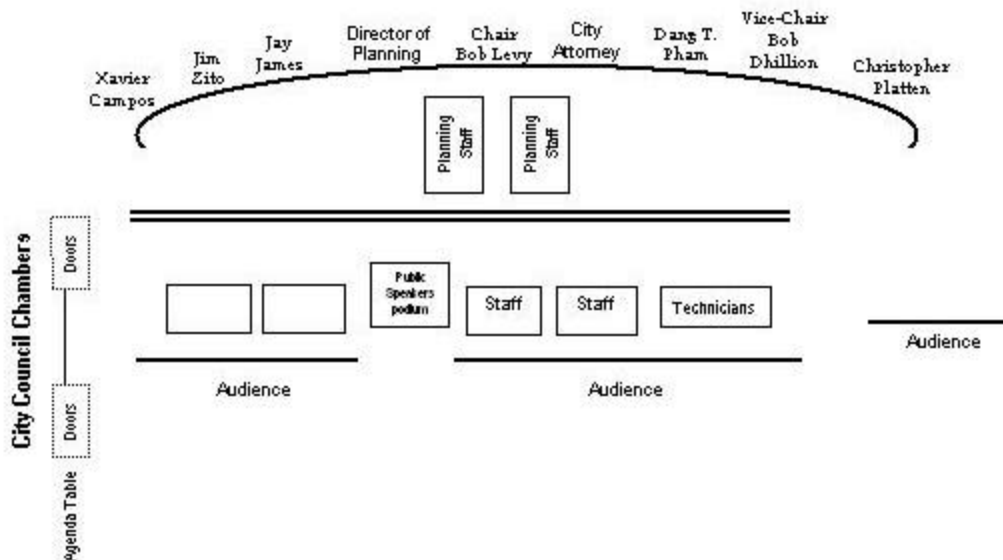 Xavier
Campos
Jim
Zito
Jay
James
Director of
Planning
Chair
Bob Levy
City
Attorney
Dang T.
Pham
Vice-Chair
Bob
Dhillion
Christopher
Platten
Planning
Staff
Planning
Staff
City Council Chambers
Doors
Public
Speakers
podium
Staff
Staff
Technicians
Audience
Audience
Audience
Doors
Agenda Table